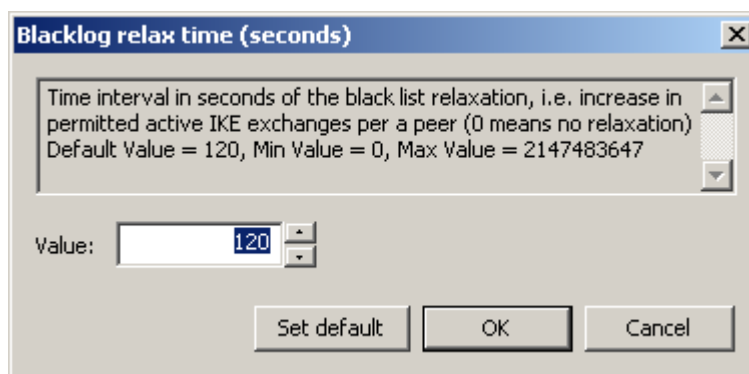 Blacklog relax time (seconds)
Time interval in seconds of the black list relaxation, i.e. increase in
permitted active IKE exchanges per a peer (0 means no relaxation)
Default Value = 120, Min Value = 0, Max Value = 2147483647
Value: 120
Set default OK Cancel